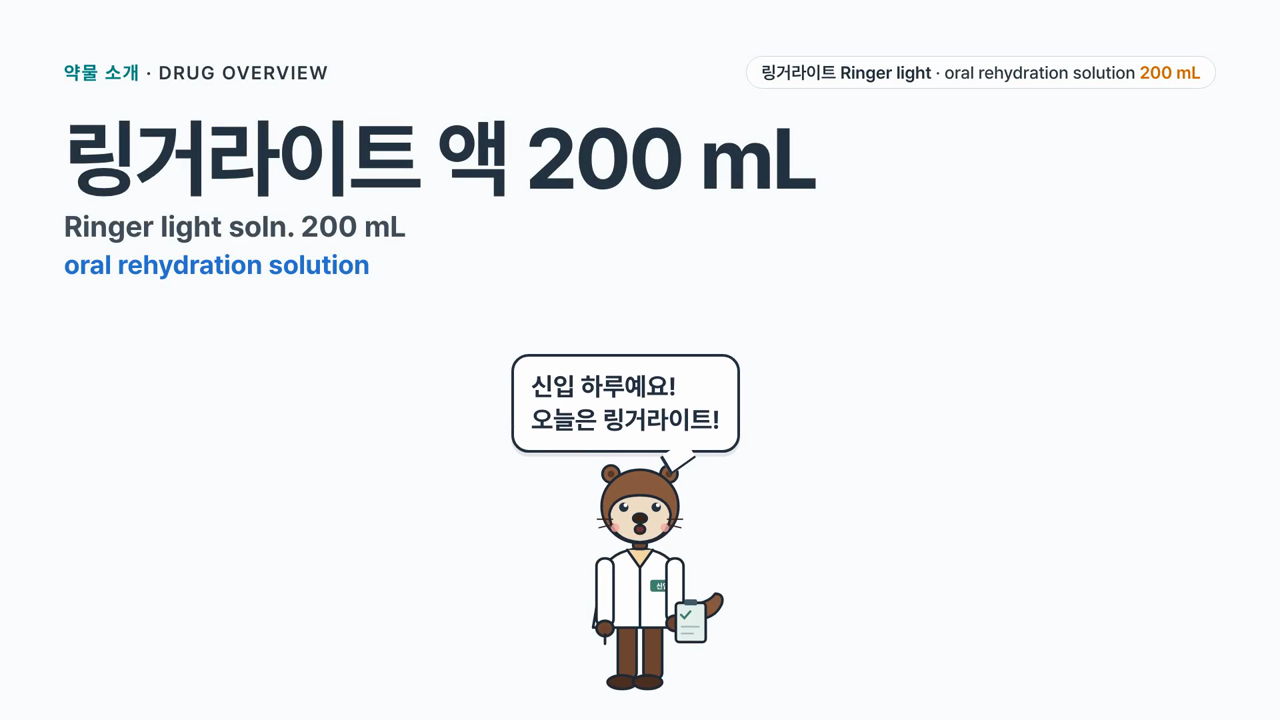 약물 소개 · DRUG OVERVIEW
링거라이트 Ringer light · oral rehydration solution 200 mL
링거라이트 액 200 mL
Ringer light soln. 200 mL
oral rehydration solution
신입 하루예요!
오늘은 링거라이트!